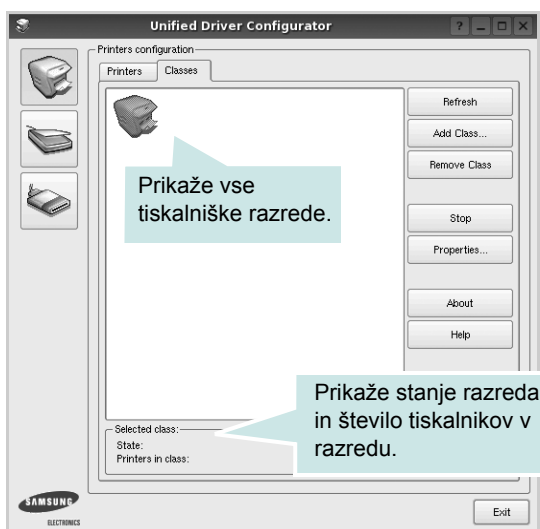 Unified Driver Configurator
Printers configuration
Printers
Classes
Refresh
Add Class...
Remove Class
Prikaže vse
tiskalniške razrede.
Stop
Properties...
About
Help
Prikaže stanje razreda
in število tiskalnikov v
razredu.
Selected class:
State:
Printers in class:
SAMSUNG
ELECTRONICS
Exit